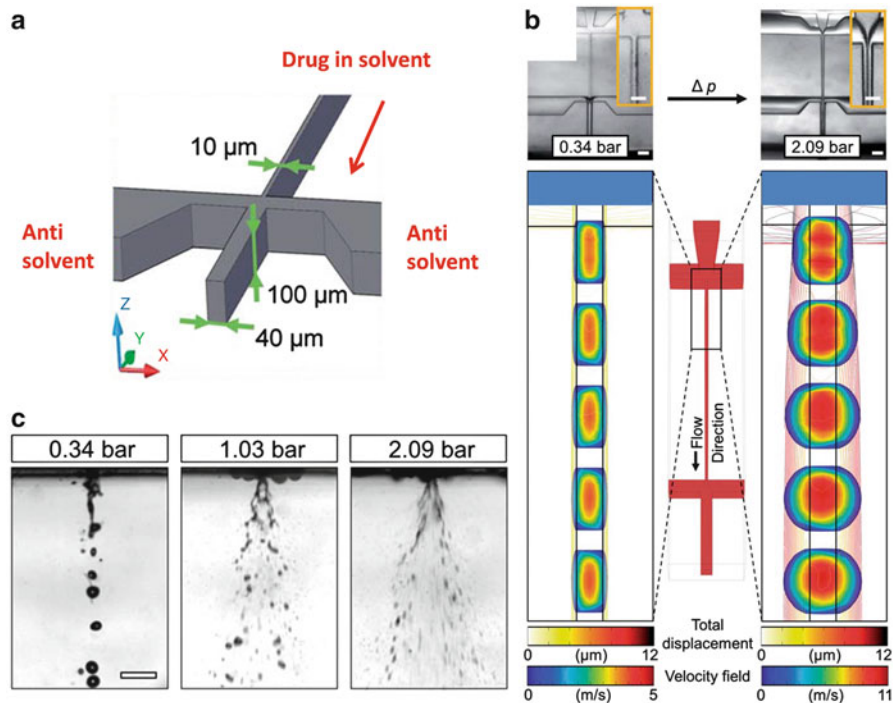 a
Drug in solvent
10 µm
Anti
solvent
Anti
solvent
100 µm
40 µm
Z
Y
X
b
Δ p
0.34 bar
2.09 bar
Flow
Direction
Total
displacement
0 (µm) 12
0 (µm) 12
Velocity field
0 (m/s) 5
0 (m/s) 11
c
0.34 bar
1.03 bar
2.09 bar